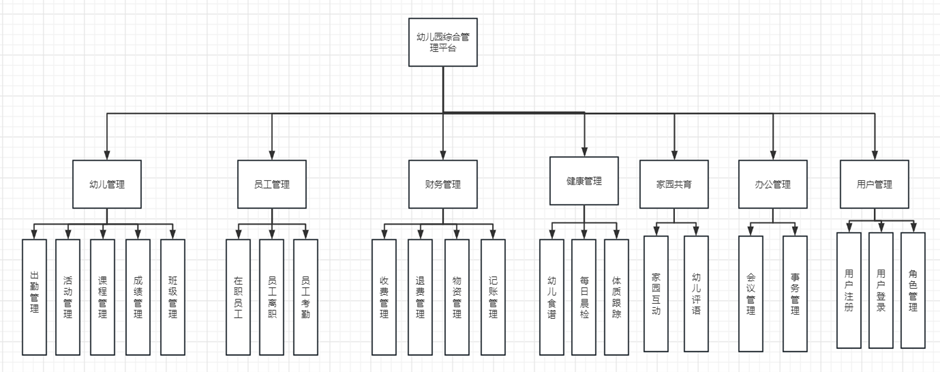 幼儿园综合管
理平台
幼儿管理
员工管理
财务管理
健康管理
家园共育
办公管理
用户管理
出勤管理
活动管理
课程管理
成绩管理
班级管理
在职员工
员工离职
员工考勤
收费管理
退费管理
物资管理
记账管理
幼儿食谱
每日晨检
体质跟踪
家园互动
幼儿评语
会议管理
事务管理
用户注册
用户登录
角色管理